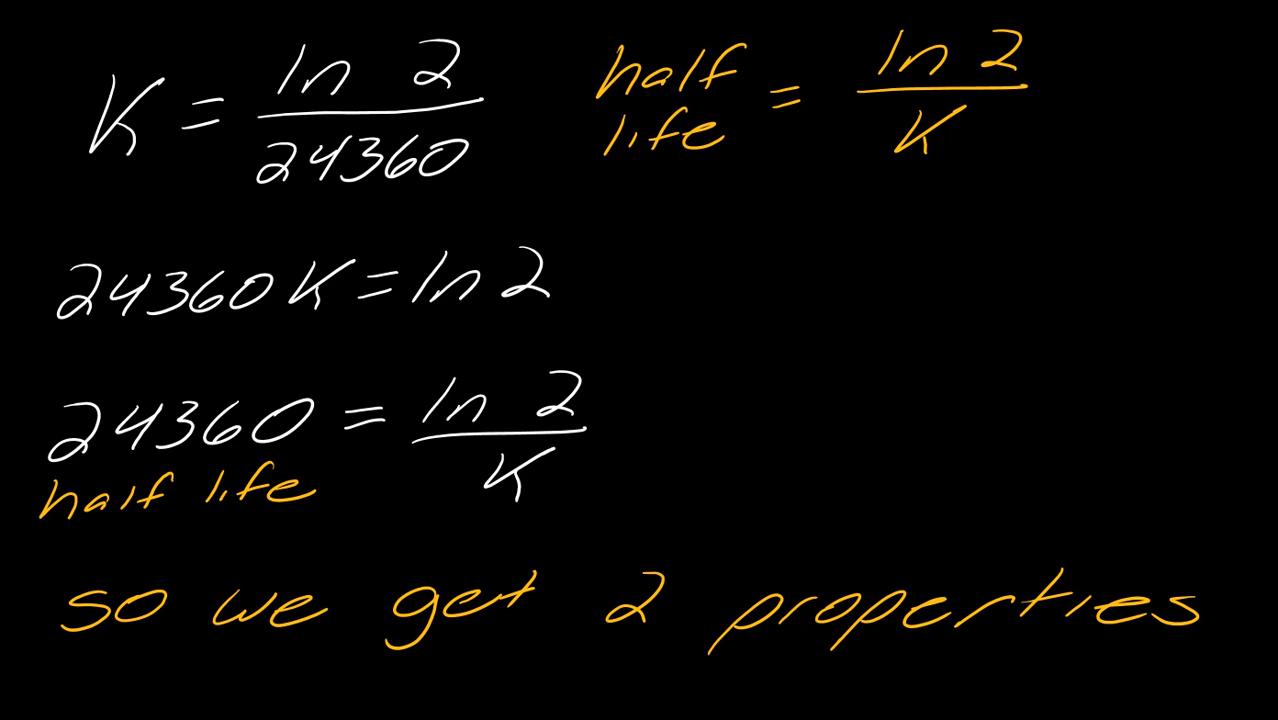 K = ln 2 / 24360
half life = ln 2 / K
24360 K = ln 2
24360 = ln 2 / K
half life
so we get 2 properties